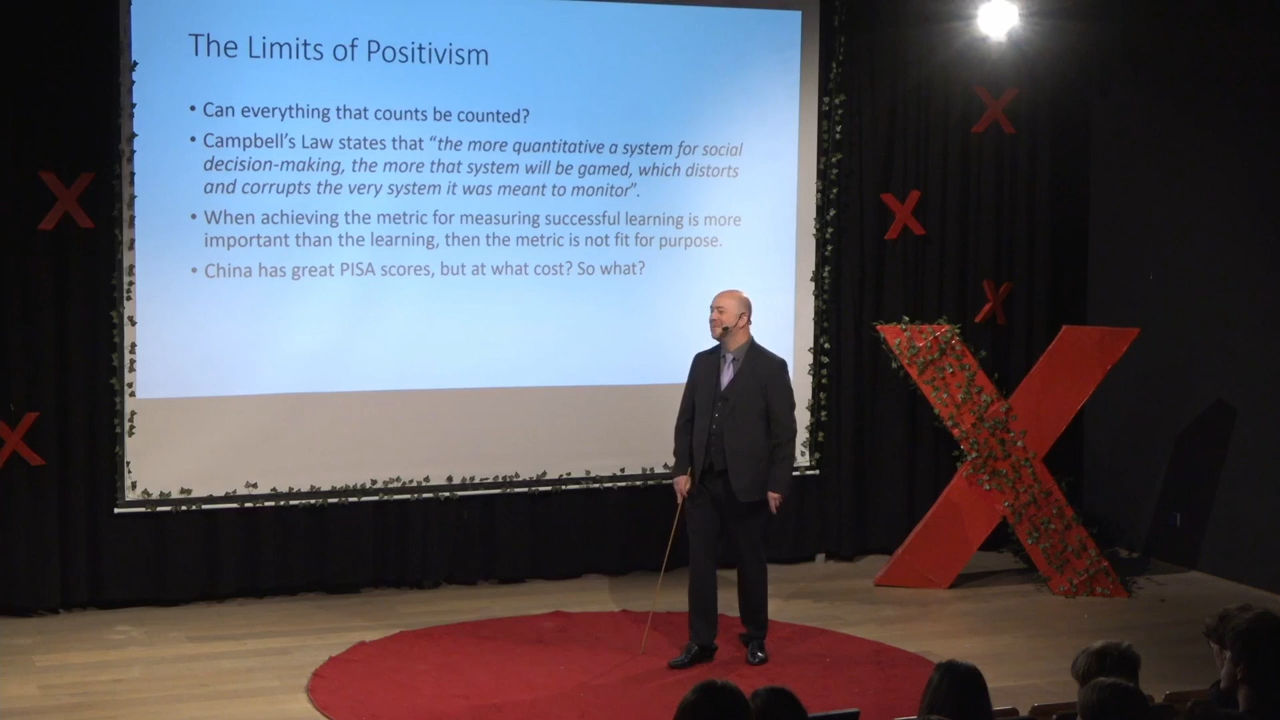 The Limits of Positivism
• Can everything that counts be counted?
• Campbell's Law states that “the more quantitative a system for social
decision-making, the more that system will be gamed, which distorts
and corrupts the very system it was meant to monitor”.
• When achieving the metric for measuring successful learning is more
important than the learning, then the metric is not fit for purpose.
• China has great PISA scores, but at what cost? So what?
X
X
X
X
X
X